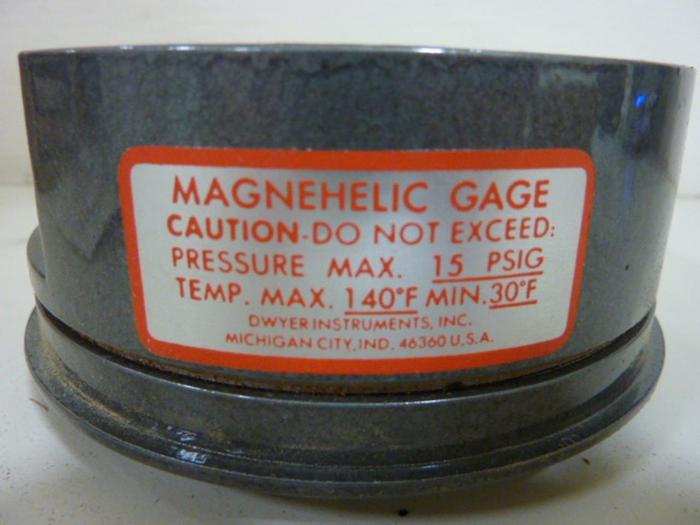 MAGNEHELIC GAGE
CAUTION-DO NOT EXCEED:
PRESSURE MAX. 15 PSIG
TEMP. MAX. 140°F MIN. 30°F
DWYER INSTRUMENTS, INC.
MICHIGAN CITY, IND. 46360 U.S.A.